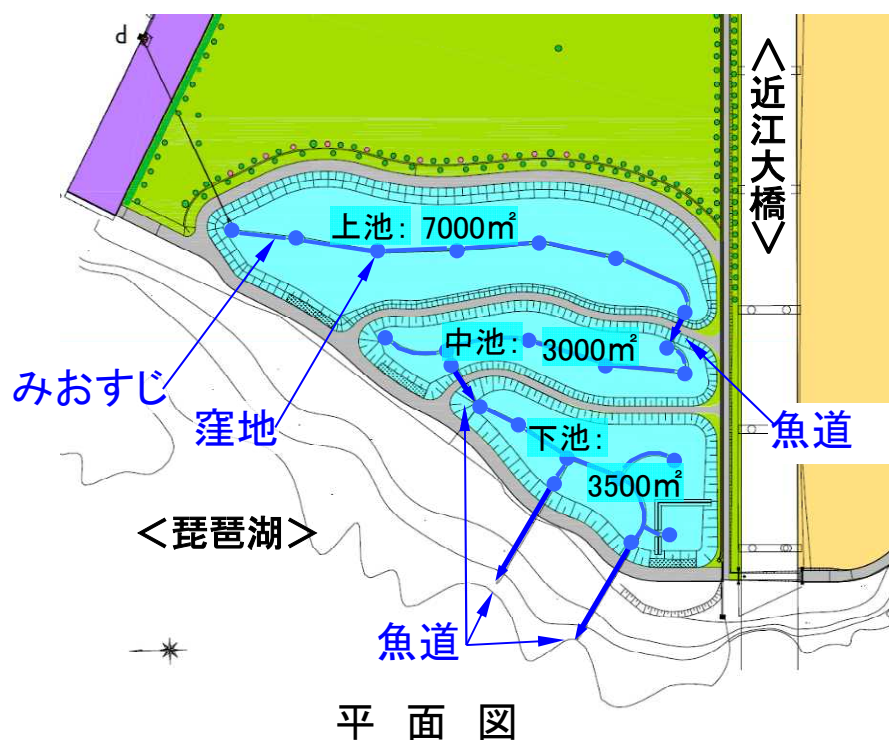 p
<近江大橋>
上池： 7000㎡
中池： 3000㎡
みおすじ
窪地
魚道
下池：
3500㎡
<琵琶湖>
魚道
平 面 図